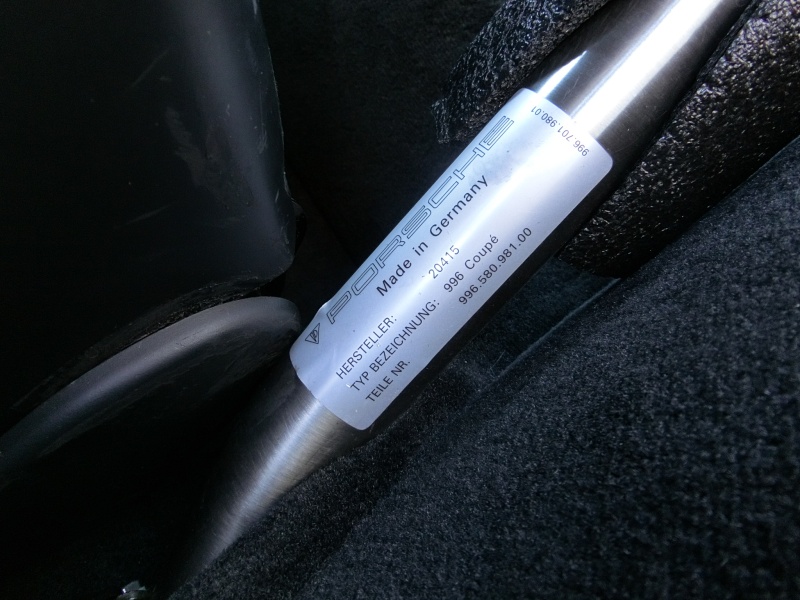 PORSCHE
Made in Germany
HERSTELLER: 20415
TYP BEZEICHNUNG: 996 Coupé
TEILE NR. 996.580.981.00
996.701.980.01